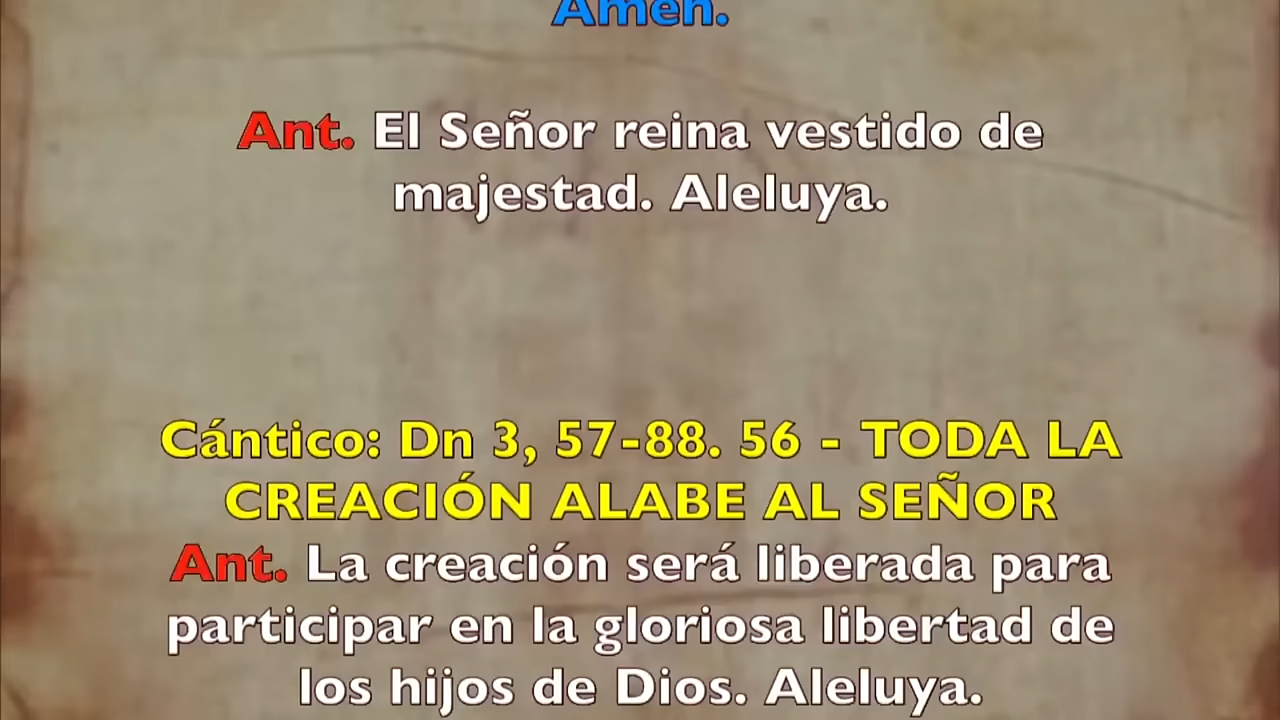 Amén.
Ant. El Señor reina vestido de
majestad. Aleluya.
Cántico: Dn 3, 57-88. 56 - TODA LA
CREACIÓN ALABE AL SEÑOR
Ant. La creación será liberada para
participar en la gloriosa libertad de
los hijos de Dios. Aleluya.